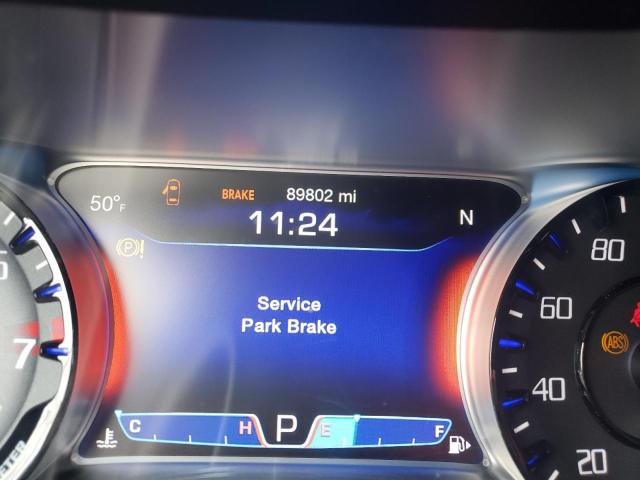 50°F
BRAKE
89802 mi
11:24
N
(P)!
Service
Park Brake
C
H
P
E
F
7
80
60
40
20
ABS